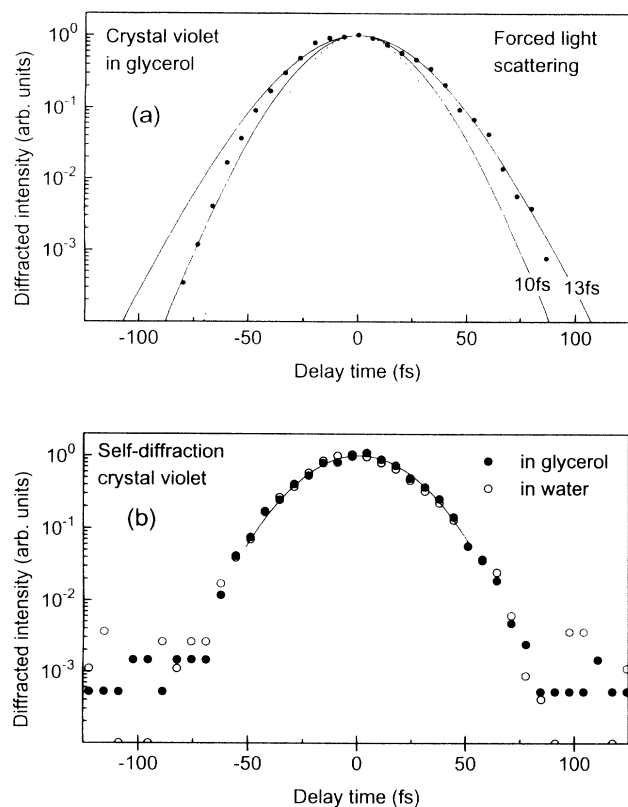 Crystal violet
in glycerol
Forced light
scattering
(a)
10⁰
10⁻¹
10⁻²
10⁻³
Diffracted intensity (arb. units)
10fs
13fs
-100 -50 0 50 100
Delay time (fs)
Self-diffraction
crystal violet
in glycerol
in water
(b)
10⁰
10⁻¹
10⁻²
10⁻³
Diffracted intensity (arb. units)
-100 -50 0 50 100
Delay time (fs)